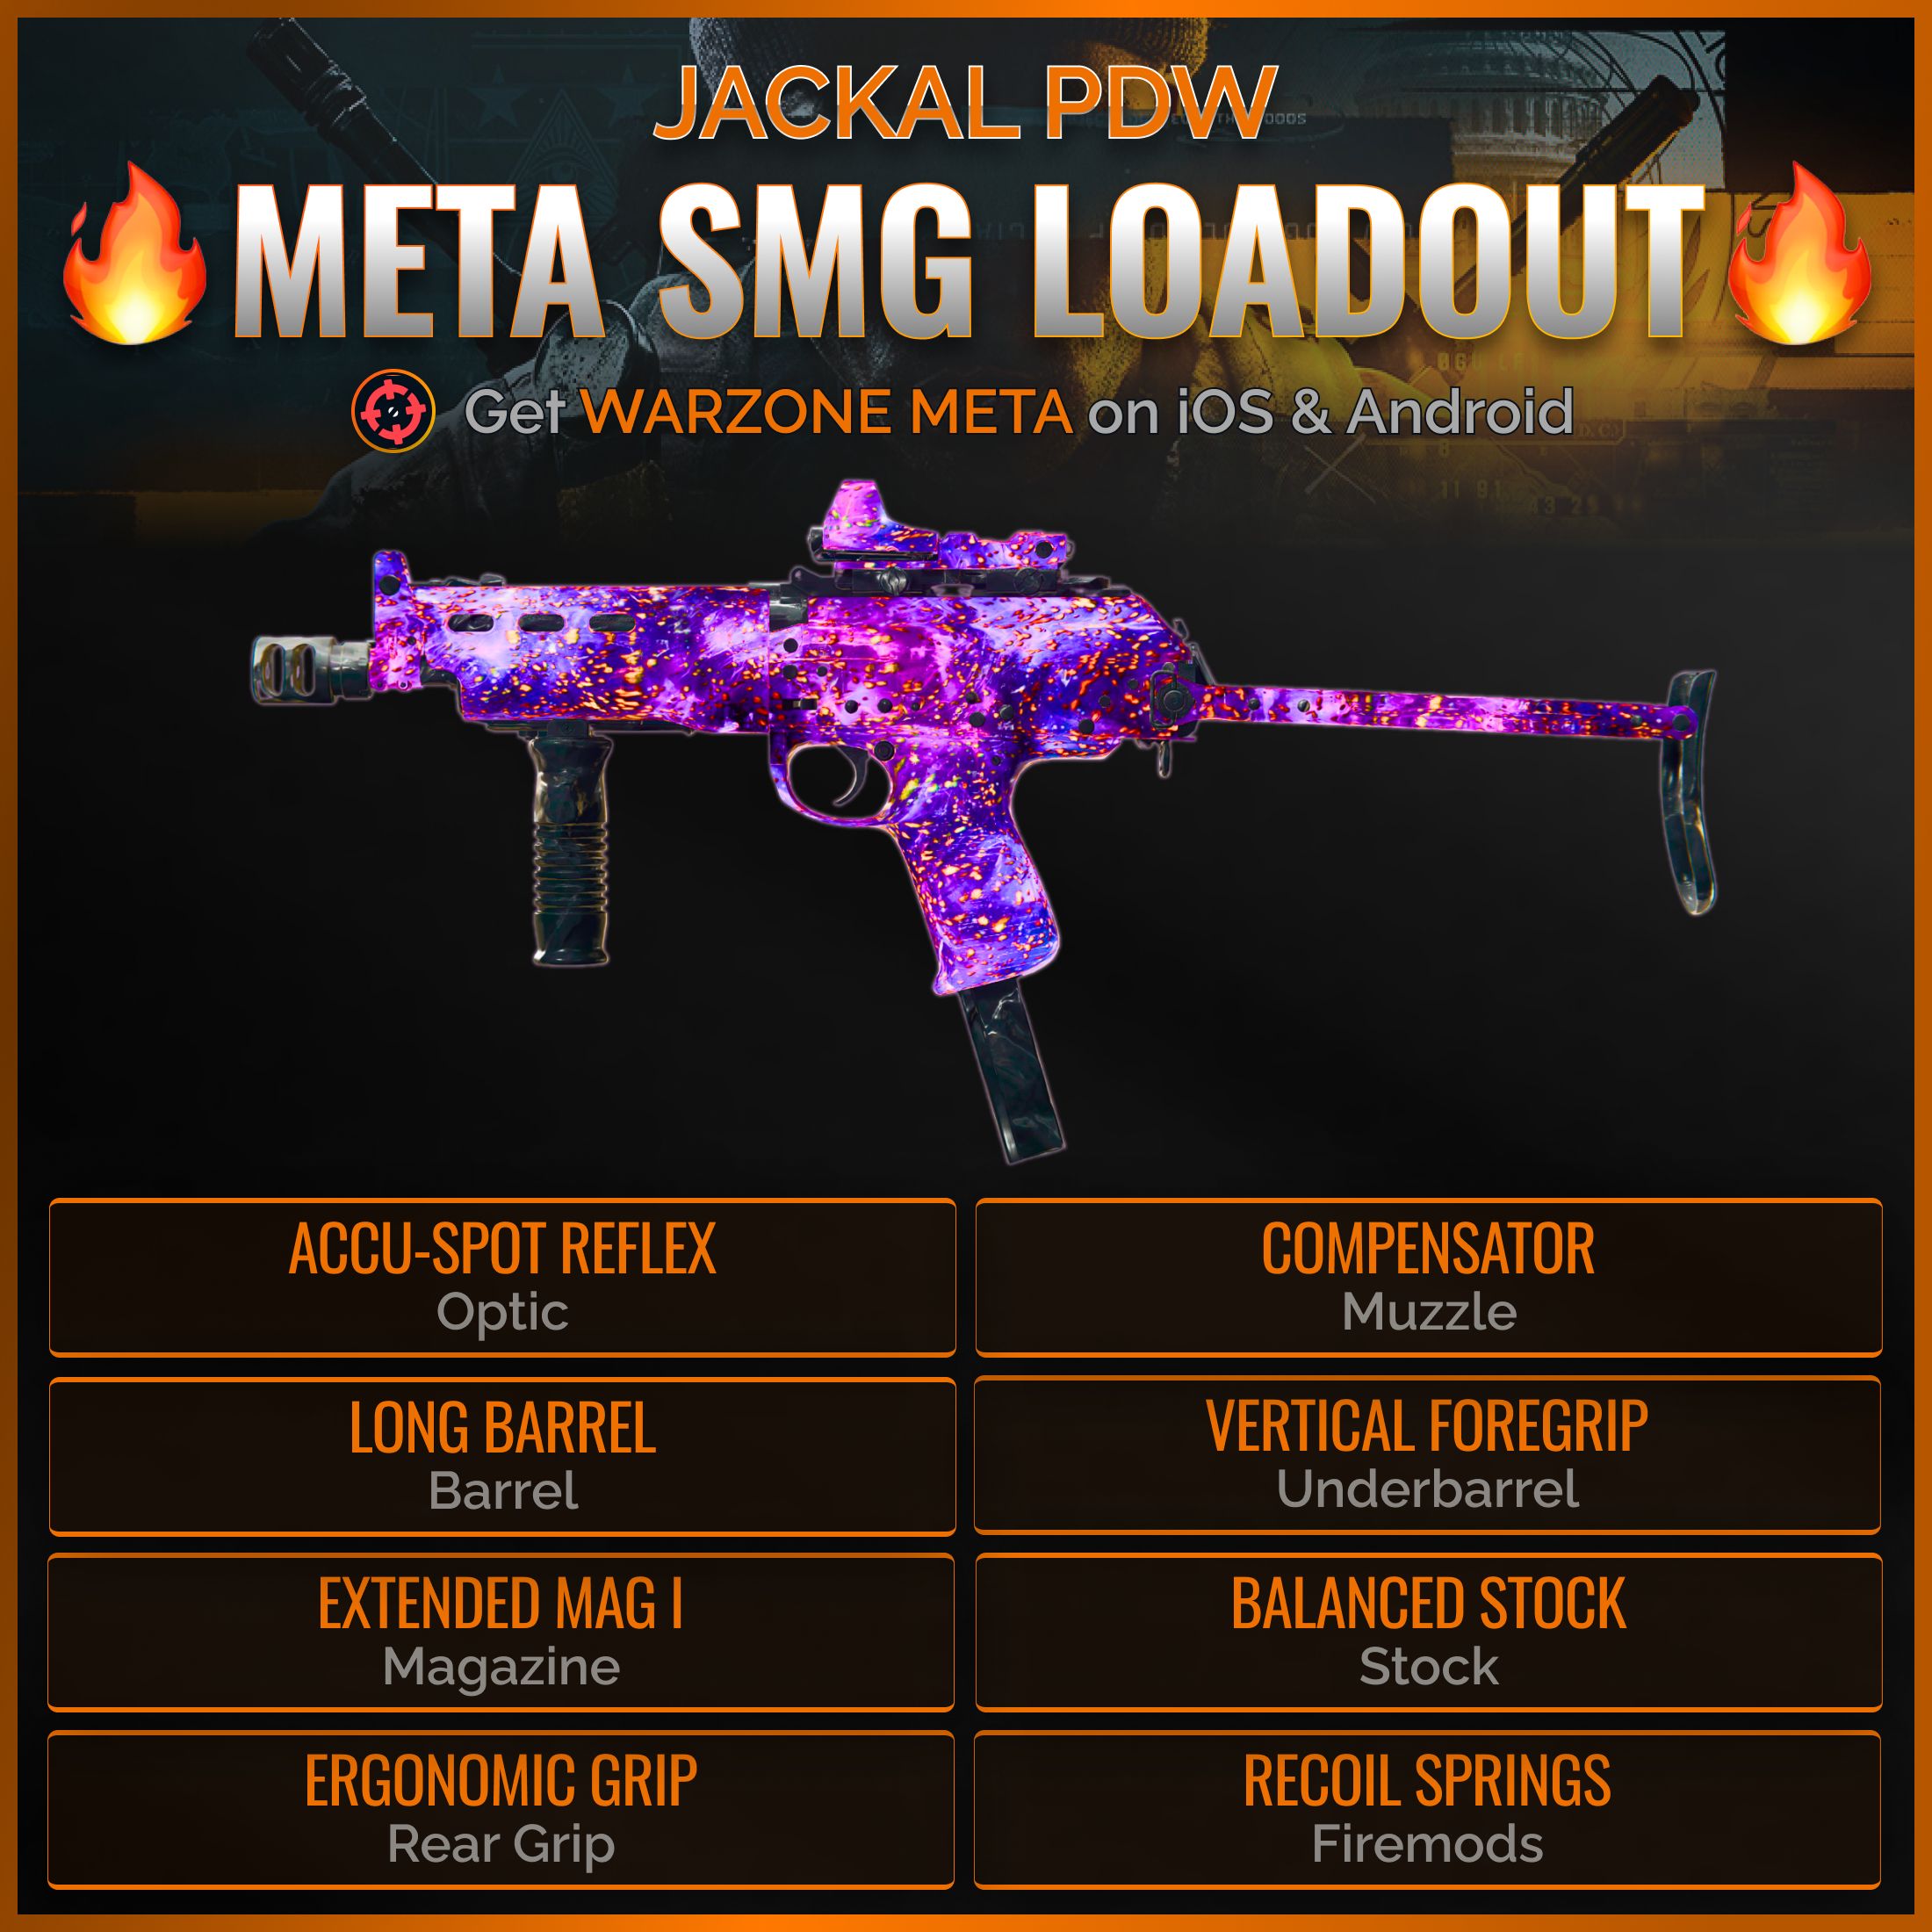 JACKAL PDW
META SMG LOADOUT
Get WARZONE META on iOS & Android
ACCU-SPOT REFLEX
Optic
COMPENSATOR
Muzzle
LONG BARREL
Barrel
VERTICAL FOREGRIP
Underbarrel
EXTENDED MAG I
Magazine
BALANCED STOCK
Stock
ERGONOMIC GRIP
Rear Grip
RECOIL SPRINGS
Firemods